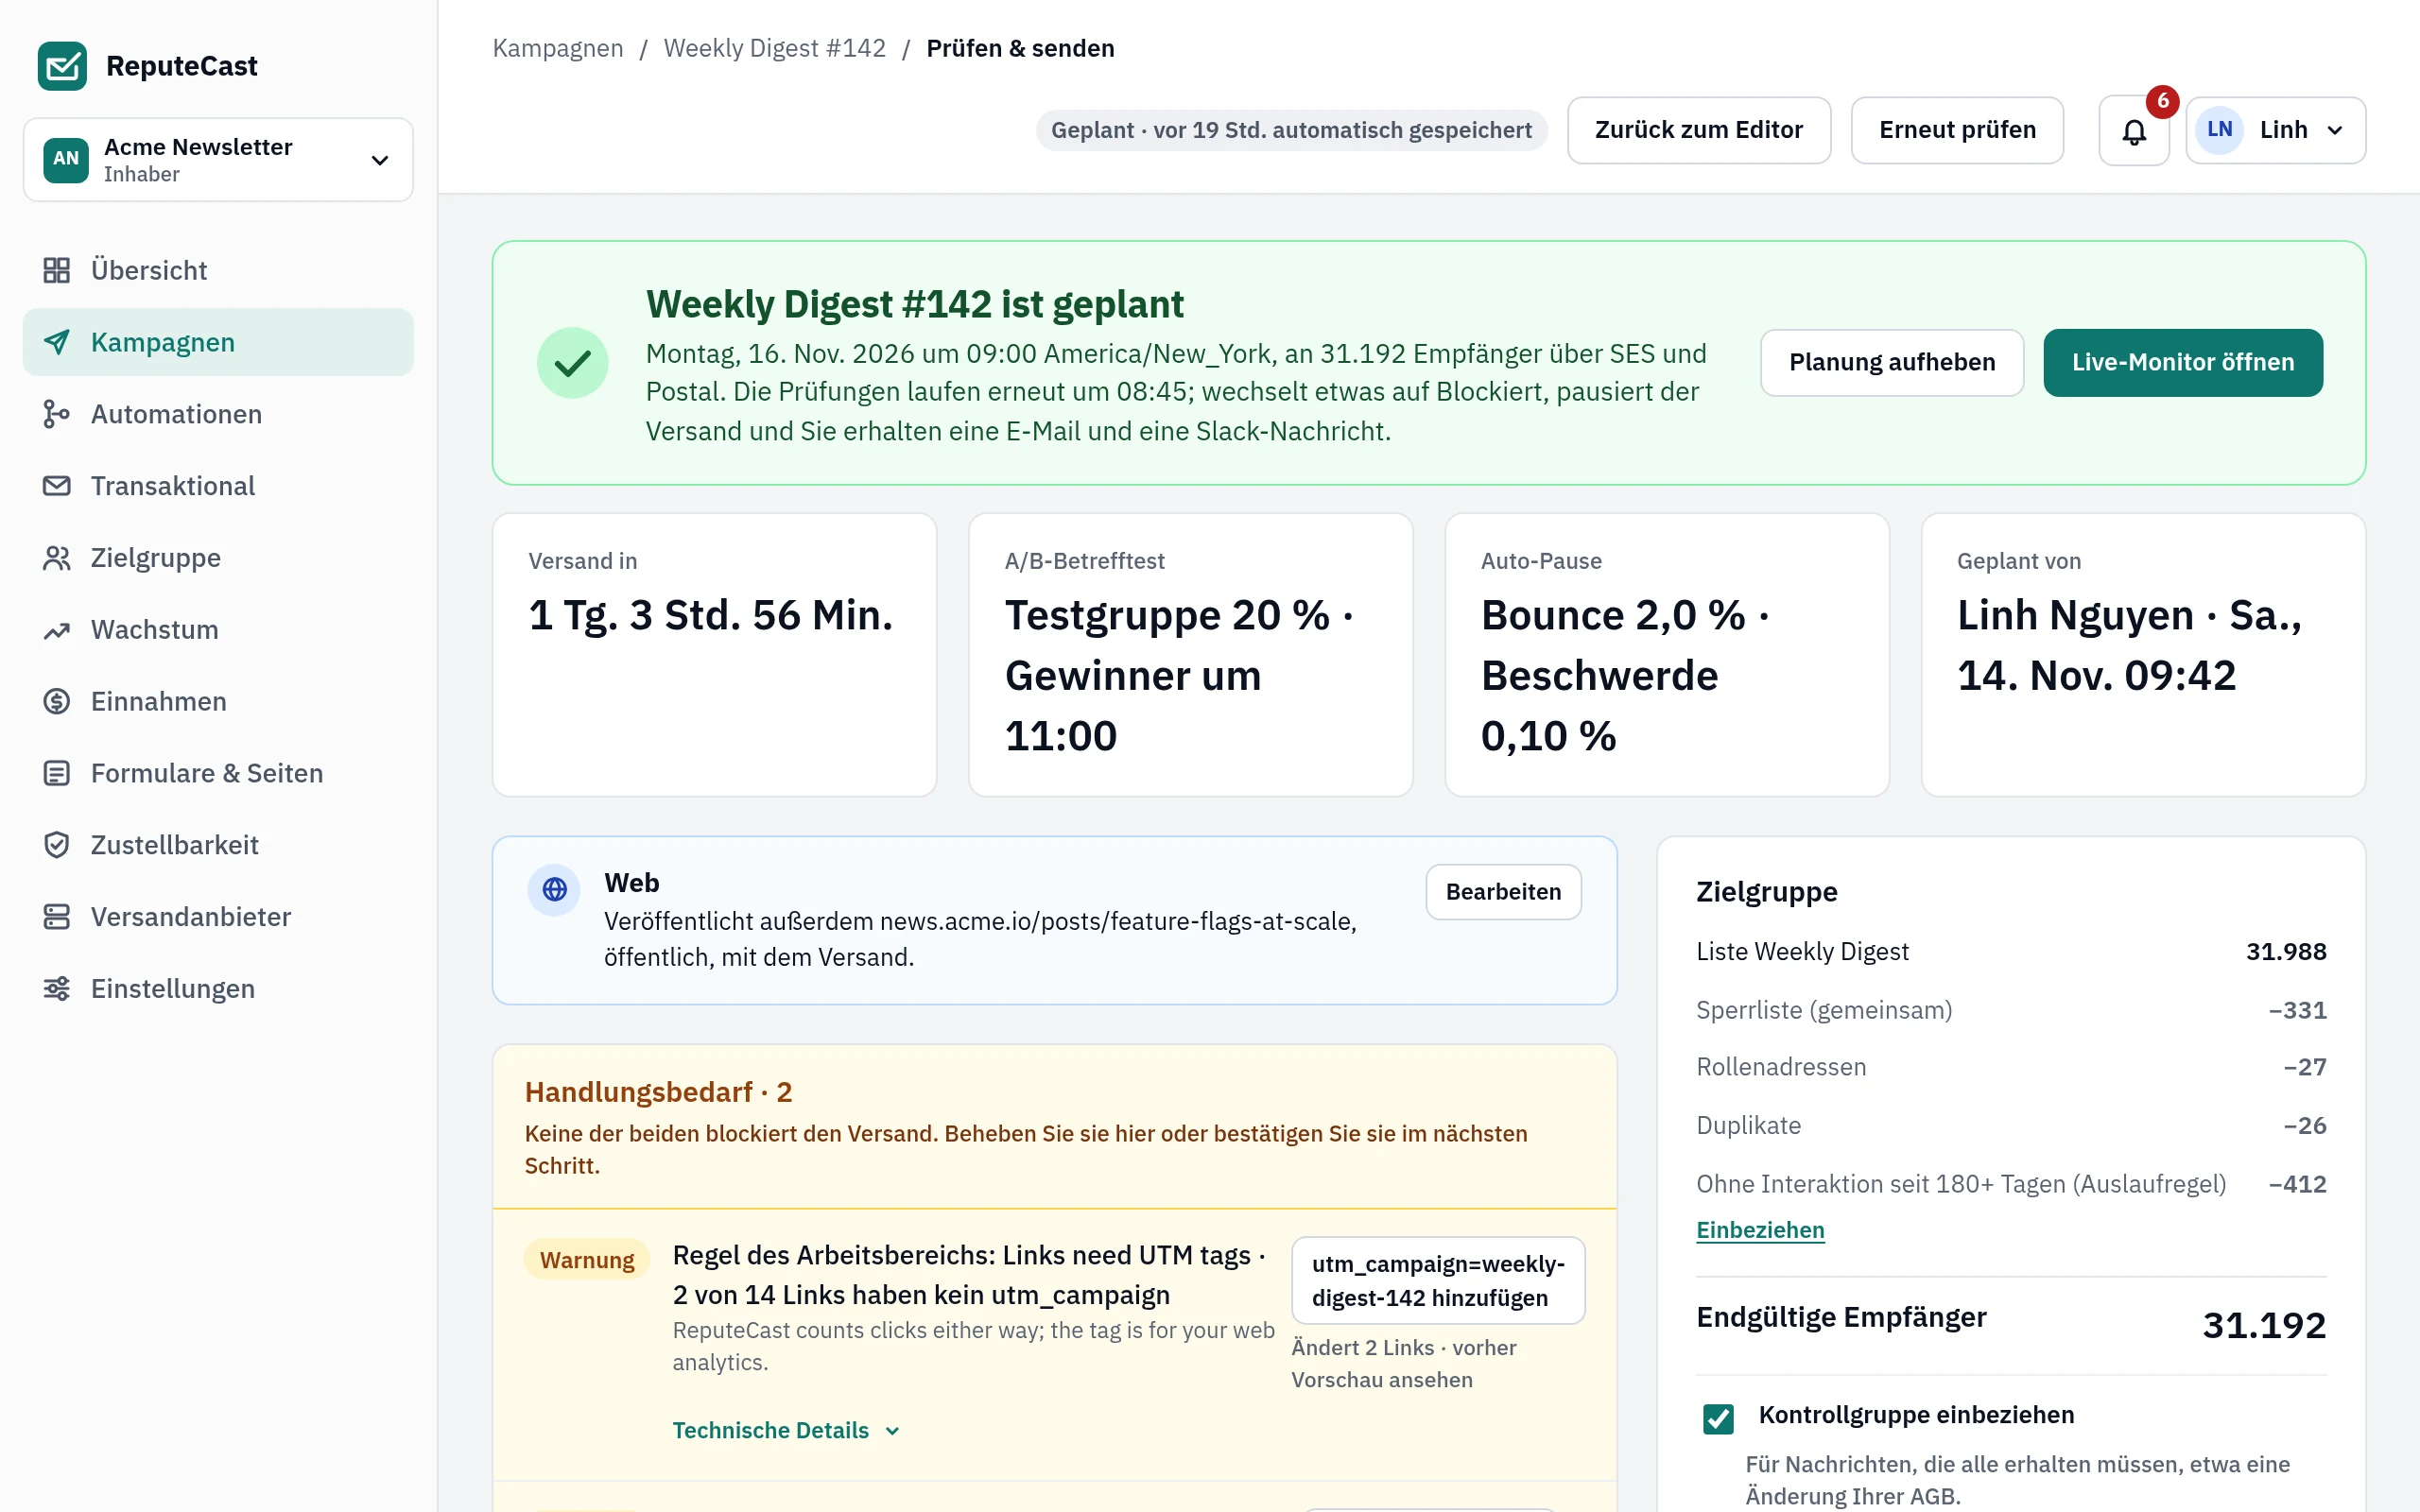 ReputeCast
AN
Acme Newsletter
Inhaber
Übersicht
Kampagnen
Automationen
Transaktional
Zielgruppe
Wachstum
Einnahmen
Formulare & Seiten
Zustellbarkeit
Versandanbieter
Einstellungen
Kampagnen / Weekly Digest #142 / Prüfen & senden
Geplant · vor 19 Std. automatisch gespeichert
Zurück zum Editor
Erneut prüfen
6
LN
Linh
Weekly Digest #142 ist geplant
Montag, 16. Nov. 2026 um 09:00 America/New_York, an 31.192 Empfänger über SES und
Postal. Die Prüfungen laufen erneut um 08:45; wechselt etwas auf Blockiert, pausiert der
Versand und Sie erhalten eine E-Mail und eine Slack-Nachricht.
Planung aufheben
Live-Monitor öffnen
Versand in
1 Tg. 3 Std. 56 Min.
A/B-Betrefftest
Testgruppe 20 % ·
Gewinner um
11:00
Auto-Pause
Bounce 2,0 % ·
Beschwerde
0,10 %
Geplant von
Linh Nguyen · Sa.,
14. Nov. 09:42
Web
Veröffentlicht außerdem news.acme.io/posts/feature-flags-at-scale,
öffentlich, mit dem Versand.
Bearbeiten
Handlungsbedarf · 2
Keine der beiden blockiert den Versand. Beheben Sie sie hier oder bestätigen Sie sie im nächsten
Schritt.
Warnung
Regel des Arbeitsbereichs: Links need UTM tags ·
2 von 14 Links haben kein utm_campaign
ReputeCast counts clicks either way; the tag is for your web
analytics.
Technische Details
utm_campaign=weekly-
digest-142 hinzufügen
Ändert 2 Links · vorher
Vorschau ansehen
Zielgruppe
Liste Weekly Digest 31.988
Sperrliste (gemeinsam) −331
Rollenadressen −27
Duplikate −26
Ohne Interaktion seit 180+ Tagen (Auslaufregel) −412
Einbeziehen
Endgültige Empfänger 31.192
Kontrollgruppe einbeziehen
Für Nachrichten, die alle erhalten müssen, etwa eine
Änderung Ihrer AGB.